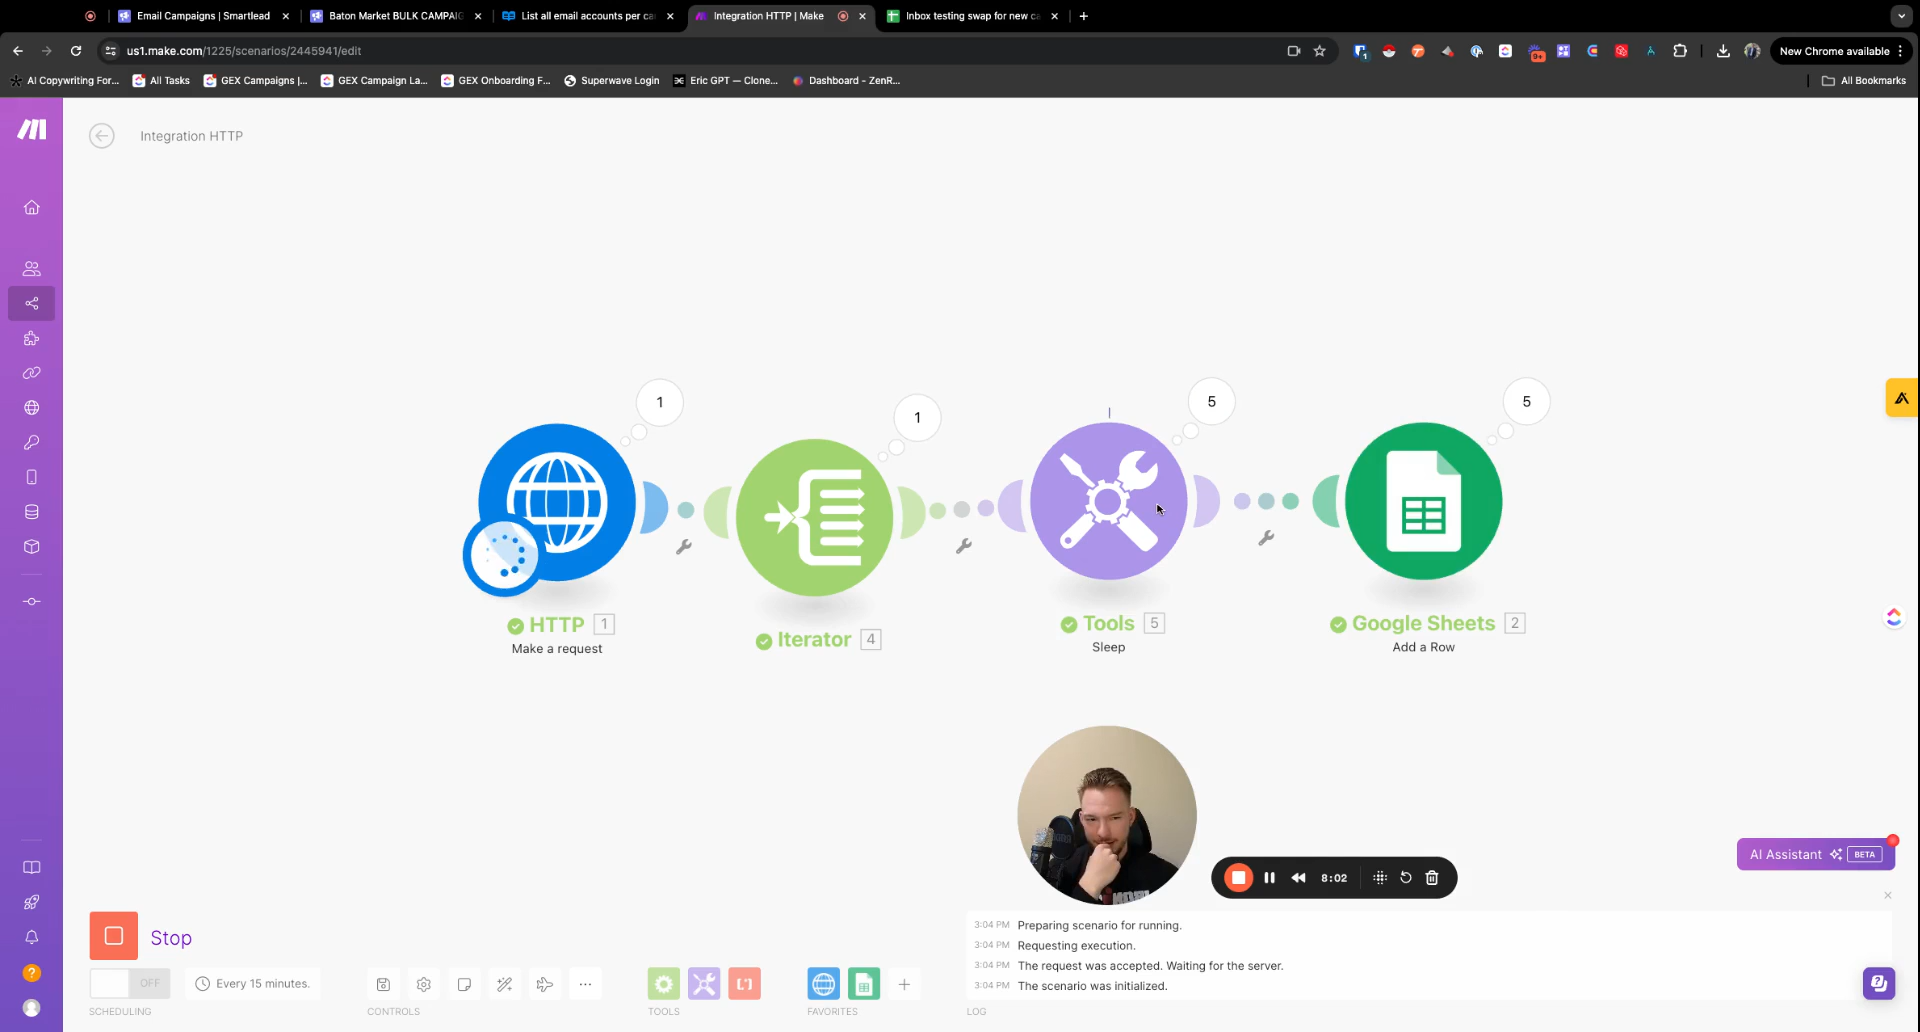 Email Campaigns | Smartlead
Baton Market BULK CAMPAIG
List all email accounts per ca
Integration HTTP | Make
Inbox testing swap for new ca
us1.make.com/1225/scenarios/2445941/edit
1
9+
New Chrome available
AI Copywriting For...
All Tasks
GEX Campaigns |...
GEX Campaign La...
GEX Onboarding F...
Superwave Login
Eric GPT — Clone...
Dashboard - ZenR...
All Bookmarks
Integration HTTP
1
1
5
5
HTTP 1
Make a request
Iterator 4
Tools 5
Sleep
Google Sheets 2
Add a Row
AI Assistant BETA
8:02
Stop
3:04 PM Preparing scenario for running.
3:04 PM Requesting execution.
3:04 PM The request was accepted. Waiting for the server.
3:04 PM The scenario was initialized.
OFF
Every 15 minutes.
SCHEDULING
CONTROLS
TOOLS
FAVORITES
LOG